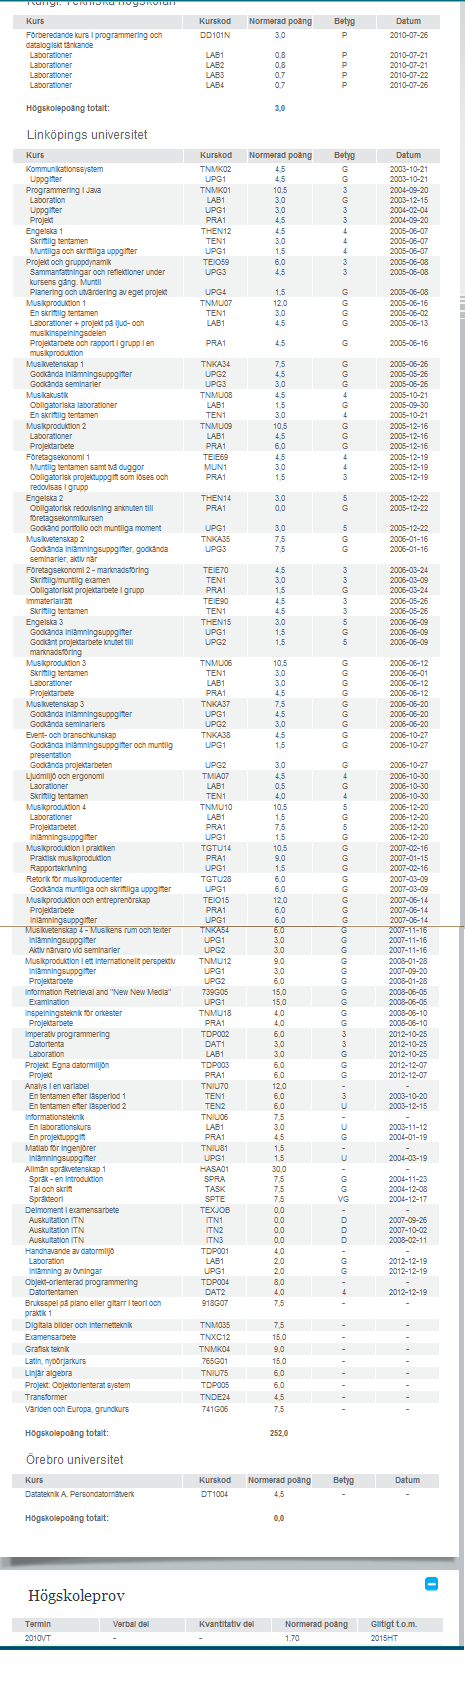 Kungl. Tekniska högskolan
Kurs Kurskod Normerad poäng Betyg Datum
Förberedande kurs i programmering och DD101N 3,0 P 2010-07-26
datalogiskt tänkande
Laborationer LAB1 0,8 P 2010-07-21
Laborationer LAB2 0,8 P 2010-07-21
Laborationer LAB3 0,7 P 2010-07-22
Laborationer LAB4 0,7 P 2010-07-26
Högskolepoäng totalt: 3,0
Linköpings universitet
Kurs Kurskod Normerad poäng Betyg Datum
Kommunikationssystem TNMK02 4,5 G 2003-10-21
Uppgifter UPG1 4,5 G 2003-10-21
Programmering i Java TNMK01 10,5 3 2004-09-20
Laboration LAB1 3,0 G 2003-12-15
Uppgifter UPG1 3,0 3 2004-02-04
Projekt PRA1 4,5 3 2004-09-20
Engelska 1 THEN12 4,5 4 2005-06-07
Skriftlig tentamen TEN1 3,0 4 2005-06-07
Muntliga och skriftliga uppgifter UPG1 1,5 4 2005-06-07
Projekt och gruppdynamik TEIO59 6,0 3 2005-06-08
Sammanfattningar och reflektioner under UPG3 4,5 3 2005-06-08
kursens gång. Muntli
Planering och utvärdering av eget projekt UPG4 1,5 G 2005-06-08
Musikproduktion 1 TNMU07 12,0 G 2005-06-16
En skriftlig tentamen TEN1 3,0 G 2005-06-02
Laborationer + projekt på ljud- och LAB1 4,5 G 2005-06-13
musikinspelningsdelen
Projektarbete och rapport i grupp i en PRA1 4,5 G 2005-06-16
musikproduktion
Musikvetenskap 1 TNKA34 7,5 G 2005-06-26
Godkända inlämningsuppgifter UPG2 4,5 G 2005-05-26
Godkända seminarier UPG3 3,0 G 2005-06-26
Musikakustik TNMU08 4,5 4 2005-10-21
Obligatoriska laborationer LAB1 1,5 G 2005-09-30
En skriftlig tentamen TEN1 3,0 4 2005-10-21
Musikproduktion 2 TNMU09 10,5 G 2005-12-16
Laborationer LAB1 4,5 G 2005-12-16
Projektarbete PRA1 6,0 G 2005-12-16
Företagsekonomi 1 TEIE69 4,5 4 2005-12-19
Muntlig tentamen samt två duggor MUN1 3,0 4 2005-12-19
Obligatorisk projektuppgift som löses och PRA1 1,5 3 2005-12-19
redovisas i grupp
Engelska 2 THEN14 3,0 5 2005-12-22
Obligatorisk redovisning anknuten till PRA1 0,0 G 2005-12-22
företagsekonmikursen
Godkänd portfolio och muntliga moment UPG1 3,0 5 2005-12-22
Musikvetenskap 2 TNKA35 7,5 G 2006-01-16
Godkända inlämningsuppgifter, godkända UPG3 7,5 G 2006-01-16
seminarier, aktiv när
Företagsekonomi 2 - marknadsföring TEIE70 4,5 3 2006-03-24
Skriftlig/muntlig examen TEN1 3,0 3 2006-03-09
Obligatoriskt projektarbete i grupp PRA1 1,5 G 2006-03-24
Immaterialrätt TEIE90 4,5 3 2006-05-26
Skriftlig tentamen TEN1 4,5 3 2006-05-26
Engelska 3 THEN15 3,0 5 2006-06-09
Godkända inlämningsuppgifter UPG1 1,5 G 2006-06-09
Godkänt projektarbete knutet till UPG2 1,5 5 2006-06-09
marknadsföring
Musikproduktion 3 TNMU06 10,5 G 2006-06-12
Skriftlig tentamen TEN1 3,0 G 2006-06-01
Laborationer LAB1 3,0 G 2006-06-12
Projektarbete PRA1 4,5 G 2006-06-12
Musikvetenskap 3 TNKA37 7,5 G 2006-06-20
Godkända inlämningsuppgifter UPG1 4,5 G 2006-06-20
Godkända seminariers UPG2 3,0 G 2006-06-20
Event- och branschkunskap TNKA38 4,5 G 2006-10-27
Godkända inlämningsuppgifter och muntlig UPG1 1,5 G 2006-10-27
presentation
Godkända projektarbeten UPG2 3,0 G 2006-10-27
Ljudmiljö och ergonomi TMIA07 4,5 4 2006-10-30
Laorationer LAB1 0,5 G 2006-10-30
Skriftlig tentamen TEN1 4,0 4 2006-10-30
Musikproduktion 4 TNMU10 10,5 5 2006-12-20
Laborationer LAB1 1,5 G 2006-12-20
Projektarbetet PRA1 7,5 5 2006-12-20
Inlämningsuppgifter UPG1 1,5 G 2006-12-20
Musikproduktion i praktiken TGTU14 10,5 G 2007-02-16
Praktisk musikproduktion PRA1 9,0 G 2007-01-15
Rapportskrivning UPG1 1,5 G 2007-02-16
Retorik för musikproducenter TGTU28 6,0 G 2007-03-09
Godkända muntliga och skriftliga uppgifter UPG1 6,0 G 2007-03-09
Musikproduktion och entreprenörskap TEIO15 12,0 G 2007-06-14
Projektarbete PRA1 6,0 G 2007-06-14
Inlämningsuppgifter UPG1 6,0 G 2007-06-14
Musikvetenskap 4 - Musikens rum och texter TNKA54 6,0 G 2007-11-16
Inlämningsuppgifter UPG1 3,0 G 2007-11-16
Aktiv närvaro vid seminarier UPG2 3,0 G 2007-11-16
Musikproduktion i ett internationellt perspektiv TNMU12 9,0 G 2008-01-28
Inlämningsuppgifter UPG1 3,0 G 2007-09-20
Projektarbete UPG2 6,0 G 2008-01-28
Information Retrieval and "New New Media" 739G05 15,0 G 2008-06-05
Examination UPG1 15,0 G 2008-06-05
Inspelningsteknik för orkester TNMU18 4,0 G 2008-06-10
Projektarbete PRA1 4,0 G 2008-06-10
Imperativ programmering TDP002 6,0 3 2012-10-25
Datortenta DAT1 3,0 3 2012-10-25
Laboration LAB1 3,0 G 2012-10-25
Projekt: Egna datormiljön TDP003 6,0 G 2012-12-07
Projekt PRA1 6,0 G 2012-12-07
Analys i en variabel TNIU70 12,0 - -
En tentamen efter läsperiod 1 TEN1 6,0 3 2003-10-20
En tentamen efter läsperiod 2 TEN2 6,0 U 2003-12-15
Informationsteknik TNIU06 7,5 - -
En laborationskurs LAB1 3,0 U 2003-11-12
En projektuppgift PRA1 4,5 G 2004-01-19
Matlab för ingenjörer TNIU81 1,5 - -
Inlämningsuppgifter UPG1 1,5 U 2004-03-19
Allmän språkvetenskap 1 HASA01 30,0 - -
Språk - en introduktion SPRA 7,5 G 2004-11-23
Tal och skrift TASK 7,5 G 2004-12-08
Språkteori SPTE 7,5 VG 2004-12-17
Delmoment i examensarbete TEXJOB 0,0 - -
Auskultation ITN ITN1 0,0 D 2007-09-26
Auskultation ITN ITN2 0,0 D 2007-10-02
Auskultation ITN ITN3 0,0 D 2008-02-11
Handhavande av datormiljö TDP001 4,0 - -
Laboration LAB1 2,0 G 2012-12-19
Inlämning av övningar UPG1 2,0 G 2012-12-19
Objekt-orienterad programmering TDP004 8,0 - -
Datortentamen DAT2 4,0 4 2012-12-19
Bruksspel på piano eller gitarr i teori och 918G07 7,5 - -
praktik 1
Digitala bilder och internetteknik TNM035 7,5 - -
Examensarbete TNXC12 15,0 - -
Grafisk teknik TNMK04 9,0 - -
Latin, nybörjarkurs 765G01 15,0 - -
Linjär algebra TNIU75 6,0 - -
Projekt: Objektorienterat system TDP005 6,0 - -
Transformer TNDE24 4,5 - -
Världen och Europa, grundkurs 741G06 7,5 - -
Högskolepoäng totalt: 252,0
Örebro universitet
Kurs Kurskod Normerad poäng Betyg Datum
Datateknik A, Persondatornätverk DT1004 4,5 - -
Högskolepoäng totalt: 0,0
Högskoleprov
Termin Verbal del Kvantitativ del Normerad poäng Giltigt t.o.m.
2010VT - - 1,70 2015HT